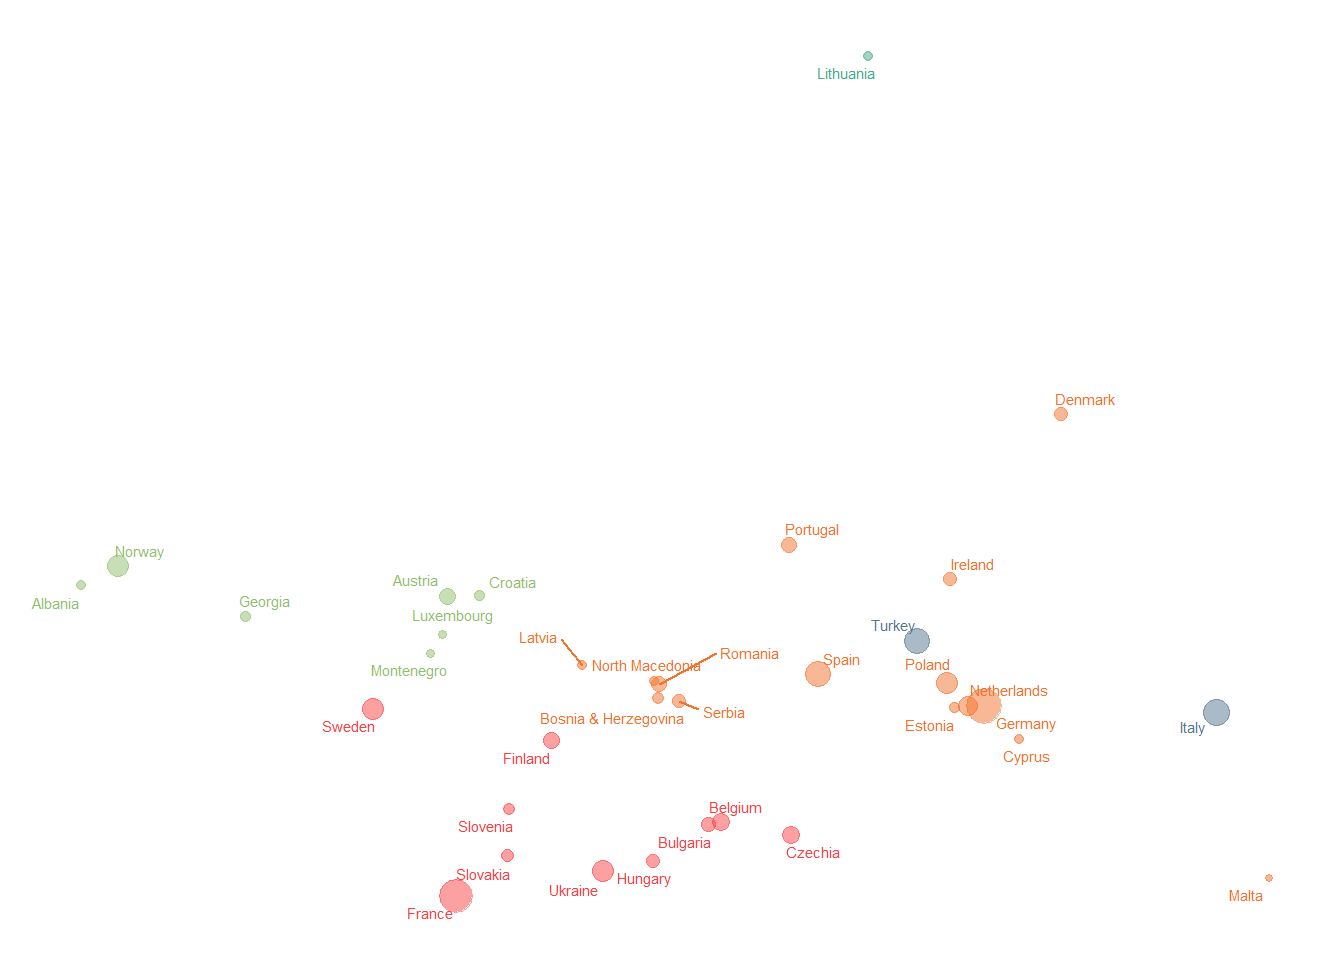 Lithuania
Denmark
Portugal
Norway
Ireland
Austria
Croatia
Albania
Georgia
Luxembourg
Turkey
Latvia
Romania
Spain
North Macedonia
Poland
Montenegro
Netherlands
Serbia
Bosnia & Herzegovina
Germany
Estonia
Sweden
Italy
Finland
Cyprus
Belgium
Slovenia
Bulgaria
Czechia
Slovakia
Hungary
Ukraine
Malta
France